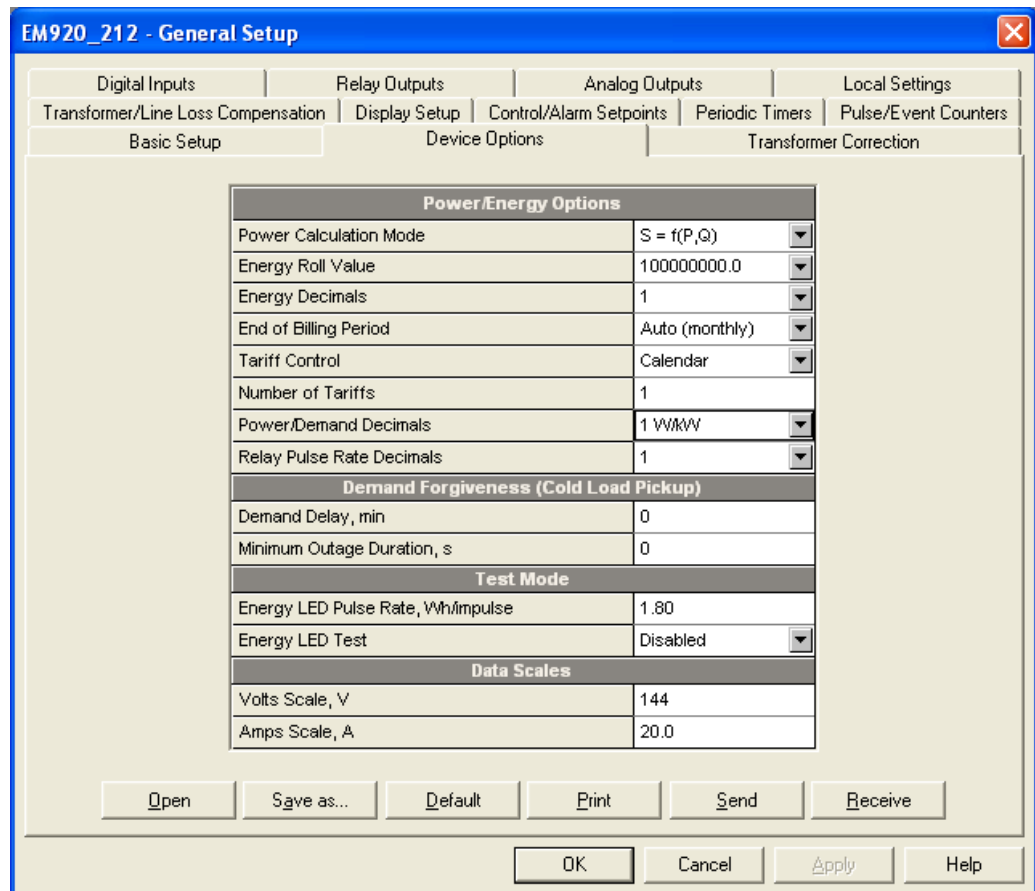 EM920_212 - General Setup
Digital Inputs Relay Outputs Analog Outputs Local Settings
Transformer/Line Loss Compensation Display Setup Control/Alarm Setpoints Periodic Timers Pulse/Event Counters
Basic Setup Device Options Transformer Correction
Power/Energy Options
Power Calculation Mode S = f(P,Q)
Energy Roll Value 100000000.0
Energy Decimals 1
End of Billing Period Auto (monthly)
Tariff Control Calendar
Number of Tariffs 1
Power/Demand Decimals 1 W/kW
Relay Pulse Rate Decimals 1
Demand Forgiveness (Cold Load Pickup)
Demand Delay, min 0
Minimum Outage Duration, s 0
Test Mode
Energy LED Pulse Rate, Wh/impulse 1.80
Energy LED Test Disabled
Data Scales
Volts Scale, V 144
Amps Scale, A 20.0
Open Save as... Default Print Send Receive
OK Cancel Apply Help